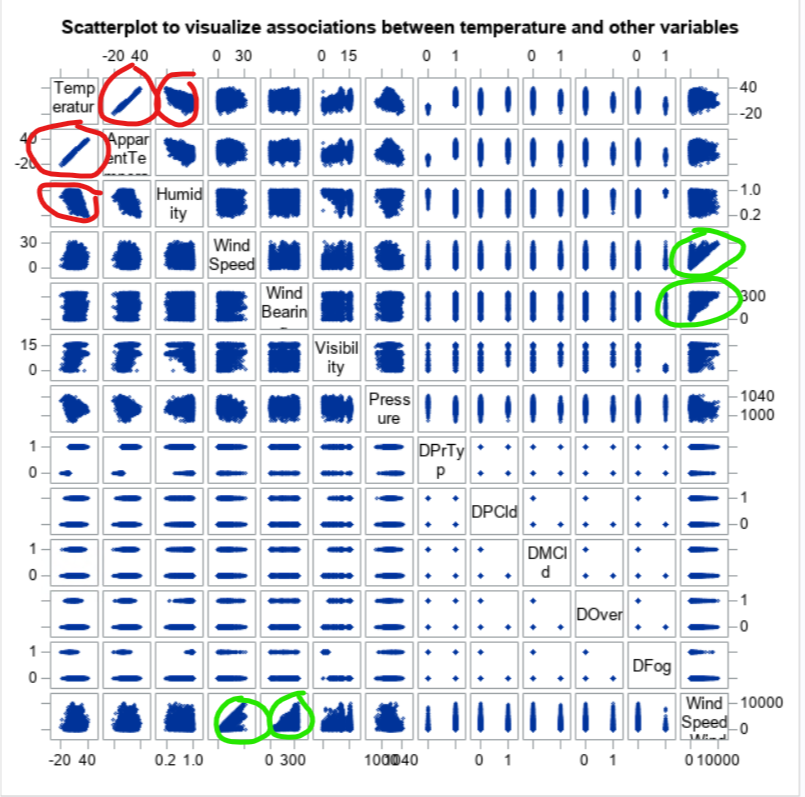 Scatterplot to visualize associations between temperature and other variables
-20 40 0 30 0 15 0 1 0 1 0 1
Temp
eratur
40
-20
40
-20
Appar
entTe
Humid
ity
1.0
0.2
30
0
Wind
Speed
Wind
Bearin
300
0
15
0
Visibil
ity
Press
ure
1040
1000
1
0
DPrTy
p
DPCld
1
0
1
0
DMCl
d
DOver
1
0
1
0
DFog
Wind
Speed
Wind
10000
0
-20 40 0.2 1.0 0 300 1000 1040 0 1 0 1 0 10000